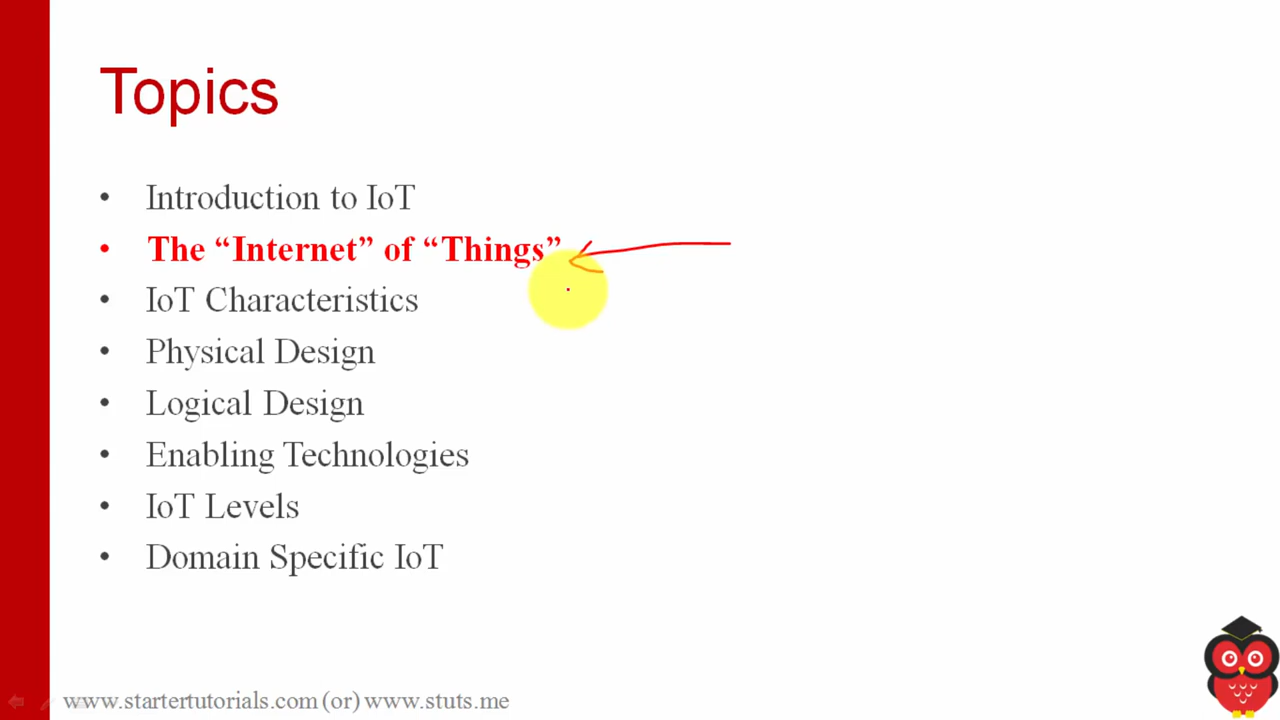 Topics
• Introduction to IoT
• The “Internet” of “Things”
• IoT Characteristics
• Physical Design
• Logical Design
• Enabling Technologies
• IoT Levels
• Domain Specific IoT
www.startertutorials.com (or) www.stuts.me